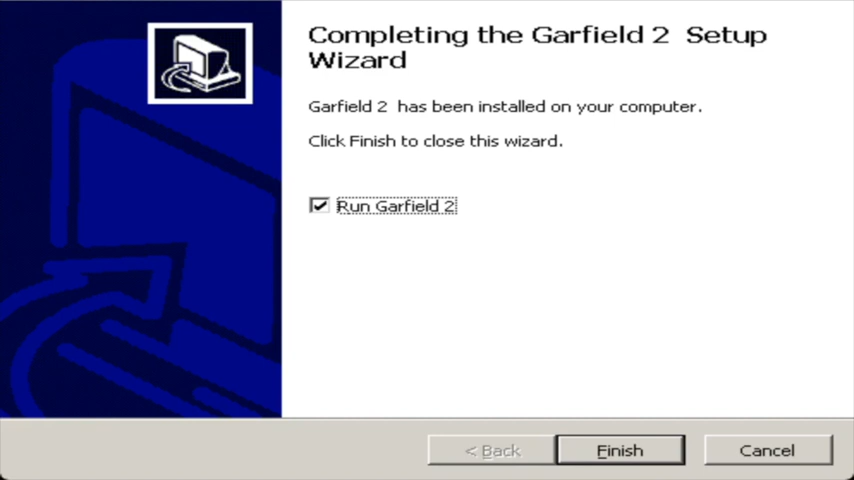 Completing the Garfield 2 Setup
Wizard
Garfield 2 has been installed on your computer.
Click Finish to close this wizard.
Run Garfield 2
< Back
Finish
Cancel